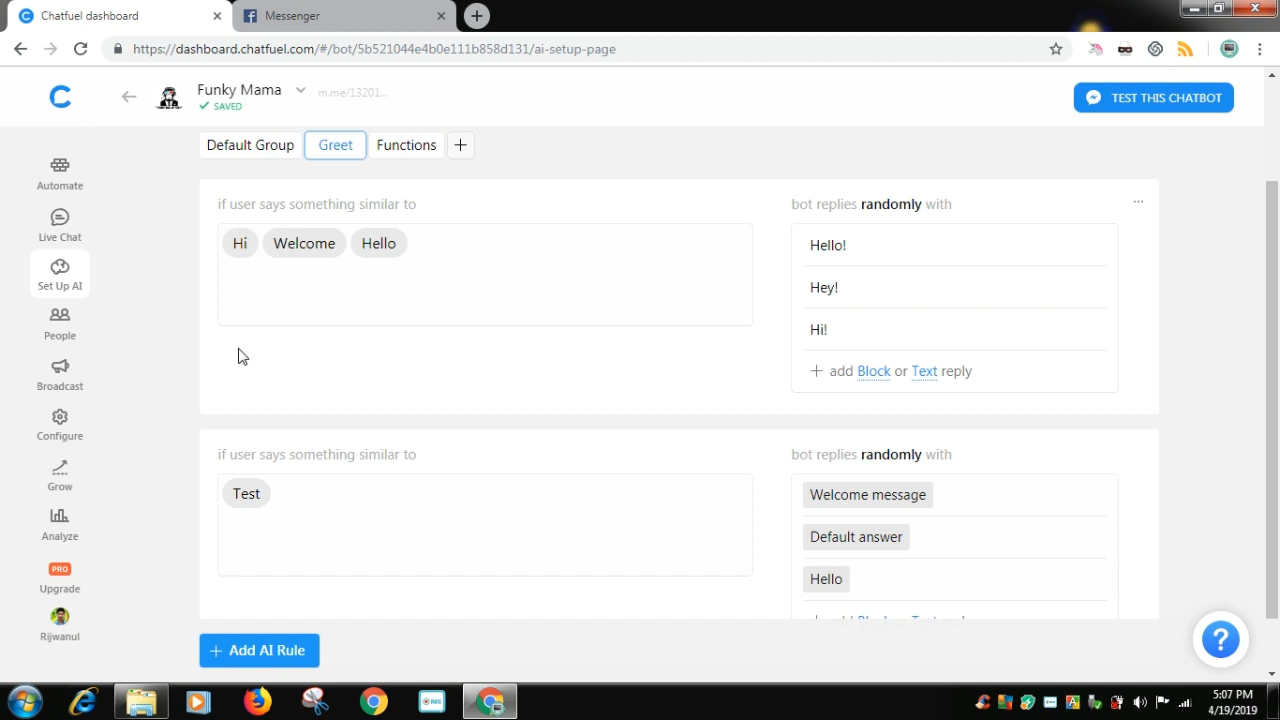 Chatfuel dashboard
Messenger
https://dashboard.chatfuel.com/#/bot/5b521044e4b0e111b858d131/ai-setup-page
Funky Mama
m.me/13201...
SAVED
TEST THIS CHATBOT
Default Group
Greet
Functions
Automate
Live Chat
Set Up AI
People
Broadcast
Configure
Grow
Analyze
PRO
Upgrade
Rijwanul
if user says something similar to
Hi Welcome Hello
bot replies randomly with
Hello!
Hey!
Hi!
+ add Block or Text reply
if user says something similar to
Test
bot replies randomly with
Welcome message
Default answer
Hello
+ Add AI Rule
?
5:07 PM
4/19/2019